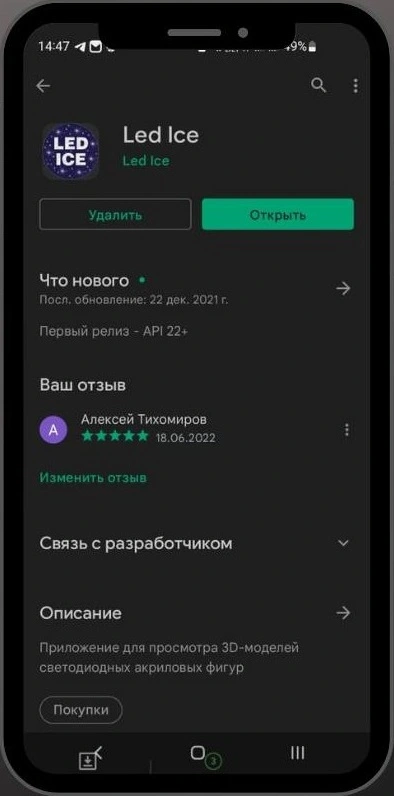 14:47
49%
LED
ICE
Led Ice
Led Ice
Удалить
Открыть
Что нового
Посл. обновление: 22 дек. 2021 г.
Первый релиз - API 22+
Ваш отзыв
А
Алексей Тихомиров
18.06.2022
Изменить отзыв
Связь с разработчиком
Описание
Приложение для просмотра 3D-моделей
светодиодных акриловых фигур
Покупки
3